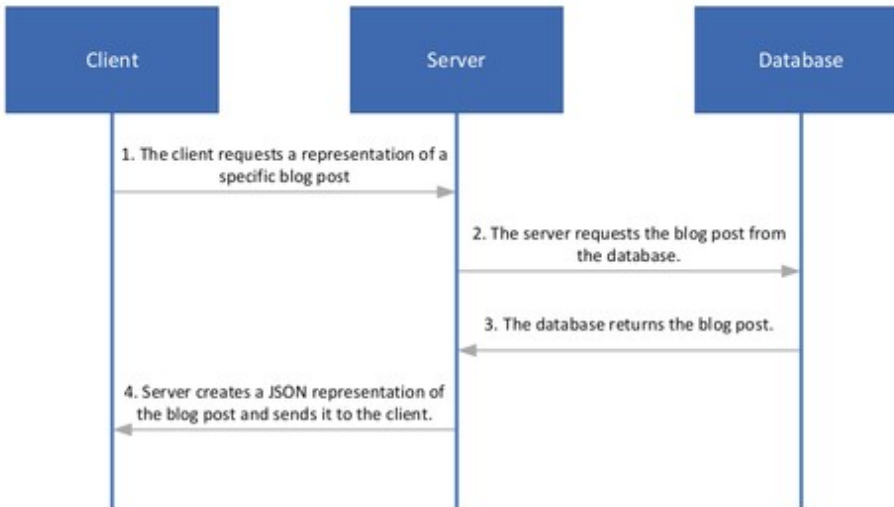 Client
Server
Database
1. The client requests a representation of a
specific blog post
2. The server requests the blog post from
the database.
3. The database returns the blog post.
4. Server creates a JSON representation of
the blog post and sends it to the client.